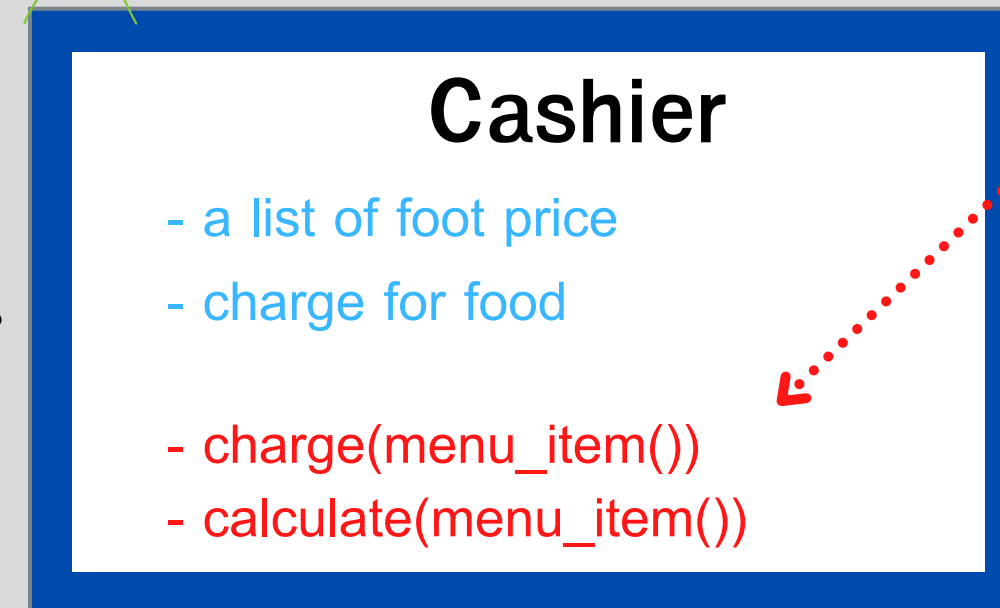 Cashier
- a list of foot price
- charge for food
- charge(menu_item())
- calculate(menu_item())